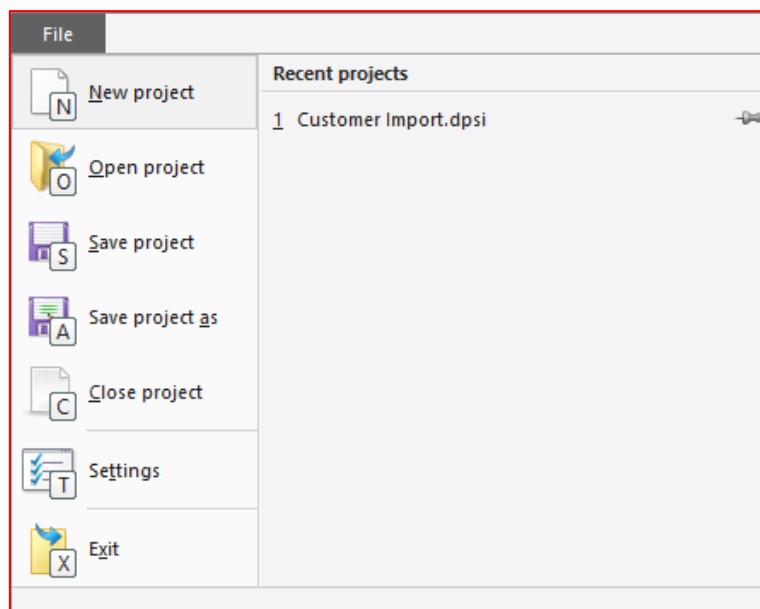 File
New project
N
Open project
O
Save project
S
Save project as
A
Close project
C
Settings
T
Exit
X
Recent projects
1 Customer Import.dpsi